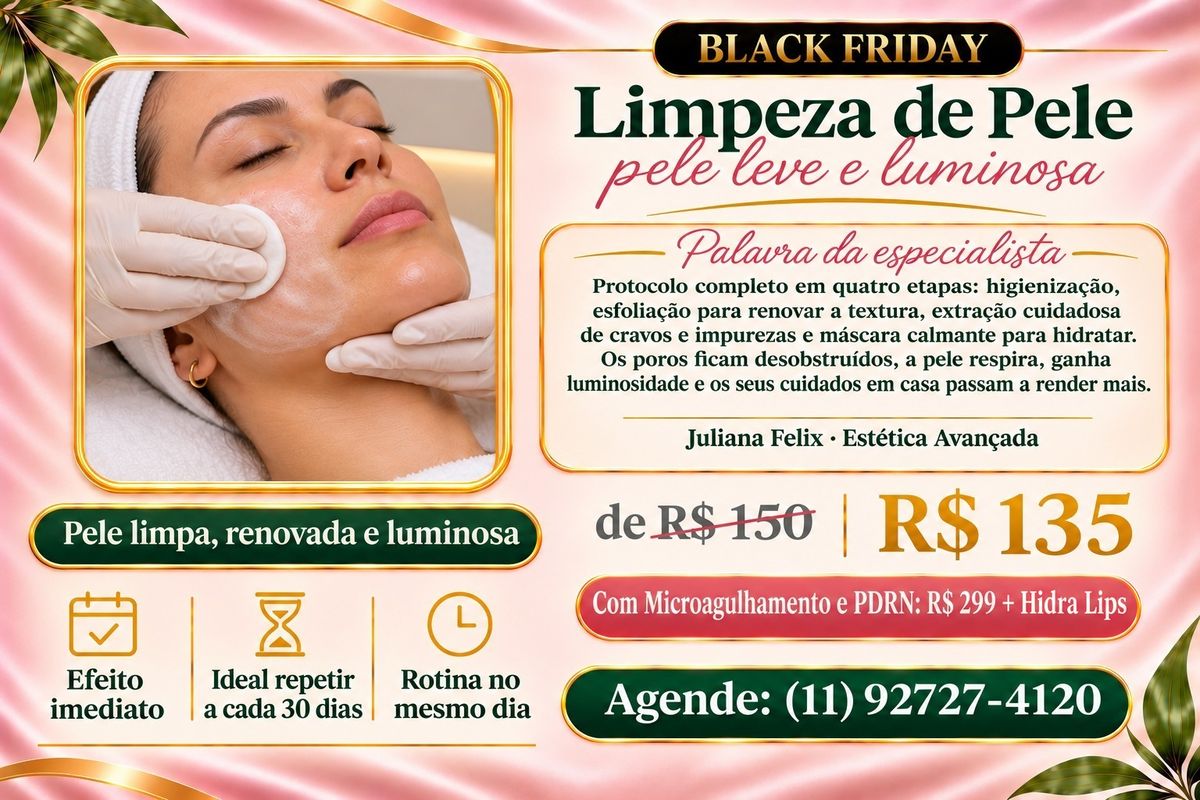 BLACK FRIDAY
Limpeza de Pele
pele leve e luminosa
Palavra da especialista
Protocolo completo em quatro etapas: higienização,
esfoliação para renovar a textura, extração cuidadosa
de cravos e impurezas e máscara calmante para hidratar.
Os poros ficam desobstruídos, a pele respira, ganha
luminosidade e os seus cuidados em casa passam a render mais.
Juliana Felix · Estética Avançada
Pele limpa, renovada e luminosa
de R$ 150
R$ 135
Com Microagulhamento e PDRN: R$ 299 + Hidra Lips
Efeito
imediato
Ideal repetir
a cada 30 dias
Rotina no
mesmo dia
Agende: (11) 92727-4120